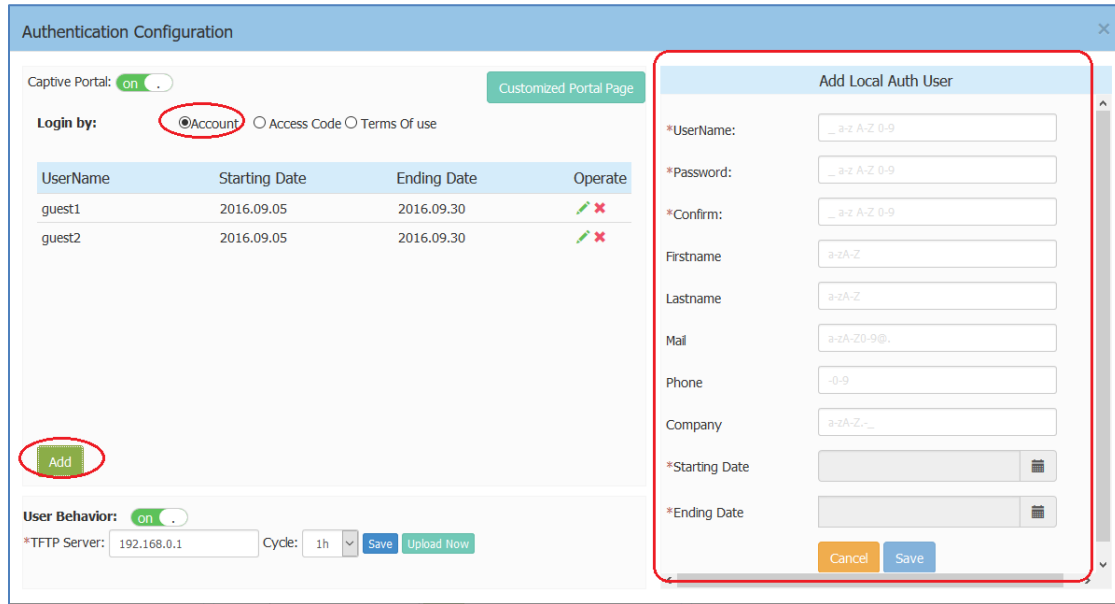 Authentication Configuration
×
Captive Portal: on .
Customized Portal Page
Login by: Account Access Code Terms Of use
UserName Starting Date Ending Date Operate
guest1 2016.09.05 2016.09.30
guest2 2016.09.05 2016.09.30
Add
User Behavior: on .
*TFTP Server: 192.168.0.1 Cycle: 1h Save Upload Now
Add Local Auth User
*UserName: _ a-z A-Z 0-9
*Password: _ a-z A-Z 0-9
*Confirm: _ a-z A-Z 0-9
Firstname a-zA-Z
Lastname a-zA-Z
Mail a-zA-Z0-9@.
Phone -0-9
Company a-zA-Z.-_
*Starting Date
*Ending Date
Cancel Save